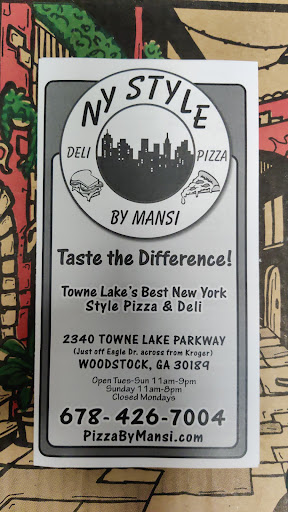 NY STYLE
DELI PIZZA
BY MANSI
Taste the Difference!
Towne Lake's Best New York
Style Pizza & Deli
2340 TOWNE LAKE PARKWAY
(Just off Eagle Dr. across from Kroger)
WOODSTOCK, GA 30189
Open Tues-Sun 11am-9pm
Sunday 11am-8pm
Closed Mondays
678-426-7004
PizzaByMansi.com